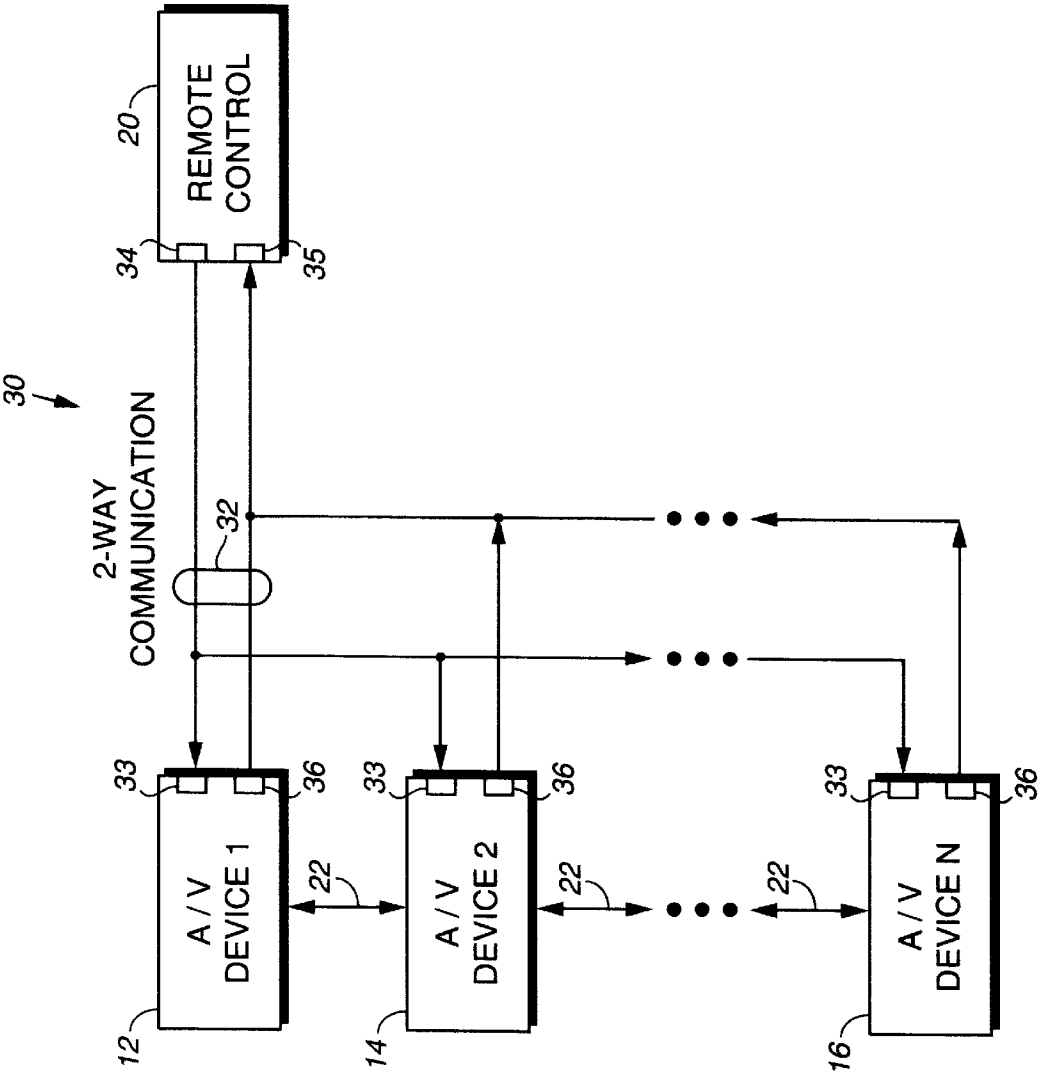 30
2-WAY
COMMUNICATION
12
33
34
20
A / V
DEVICE 1
32
REMOTE
CONTROL
36
35
22
14
33
A / V
DEVICE 2
36
22
22
16
33
A / V
DEVICE N
36